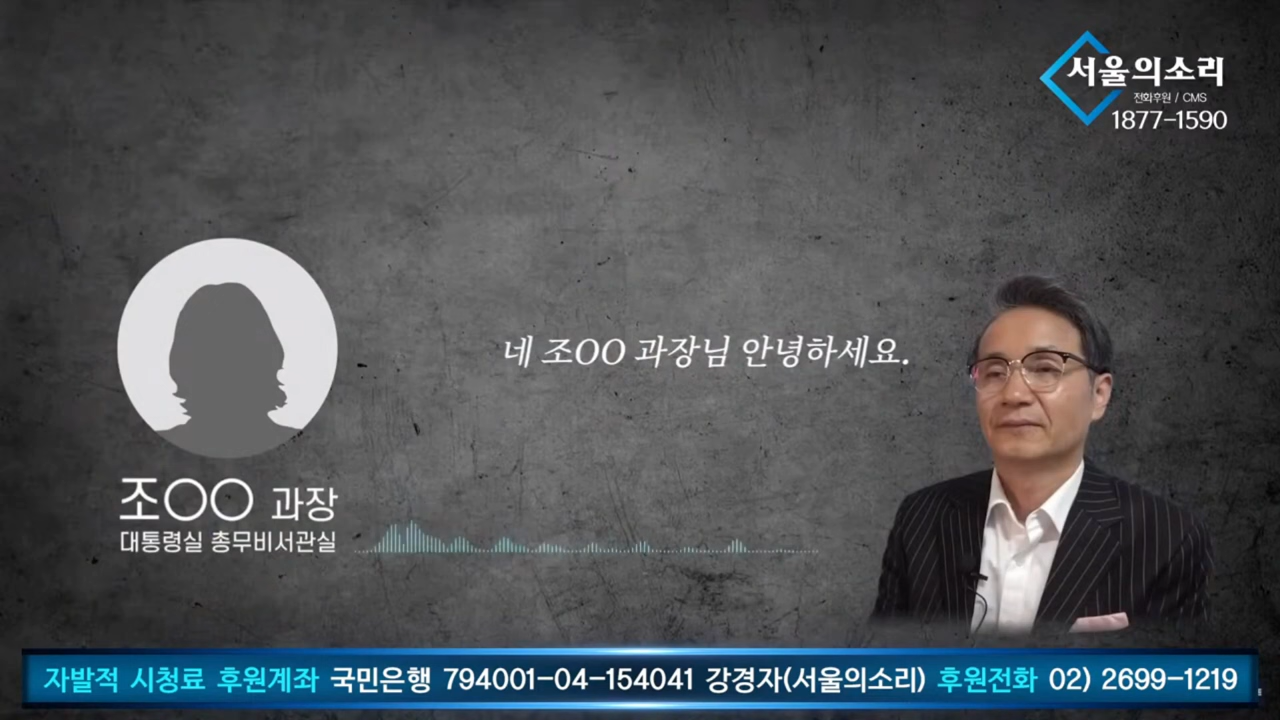 서울의소리
전화후원 / CMS
1877-1590
네 조OO 과장님 안녕하세요.
조OO 과장
대통령실 총무비서관실
자발적 시청료 후원계좌 국민은행 794001-04-154041 강경자(서울의소리) 후원전화 02) 2699-1219